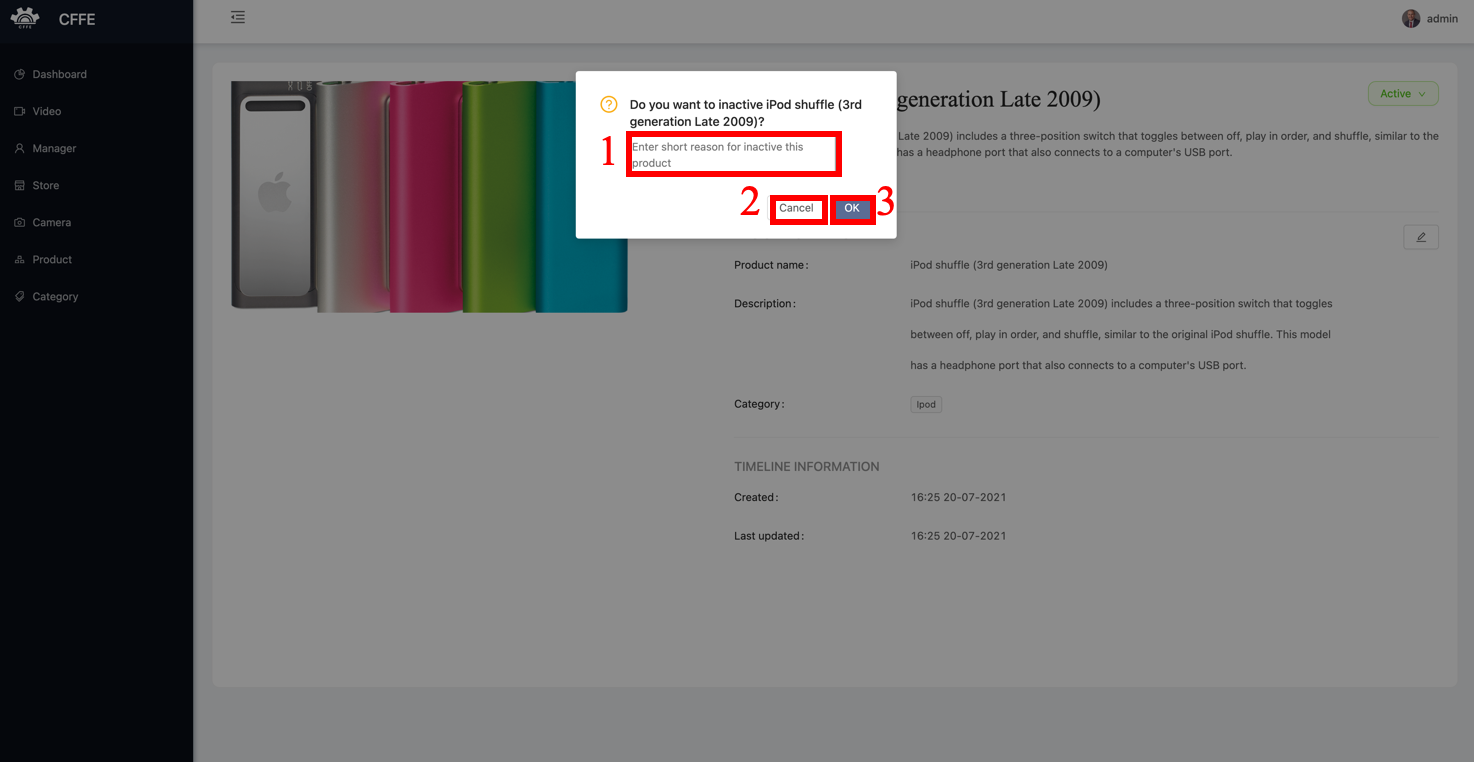 CFFE
CFFE
admin
Dashboard
Video
Manager
Store
Camera
Product
Category
Do you want to inactive iPod shuffle (3rd
generation Late 2009)?
1
Enter short reason for inactive this
product
2
Cancel
OK
3
generation Late 2009)
Active
Late 2009) includes a three-position switch that toggles between off, play in order, and shuffle, similar to the
has a headphone port that also connects to a computer's USB port.
Product name:
iPod shuffle (3rd generation Late 2009)
Description:
iPod shuffle (3rd generation Late 2009) includes a three-position switch that toggles
between off, play in order, and shuffle, similar to the original iPod shuffle. This model
has a headphone port that also connects to a computer's USB port.
Category:
Ipod
TIMELINE INFORMATION
Created:
16:25 20-07-2021
Last updated:
16:25 20-07-2021